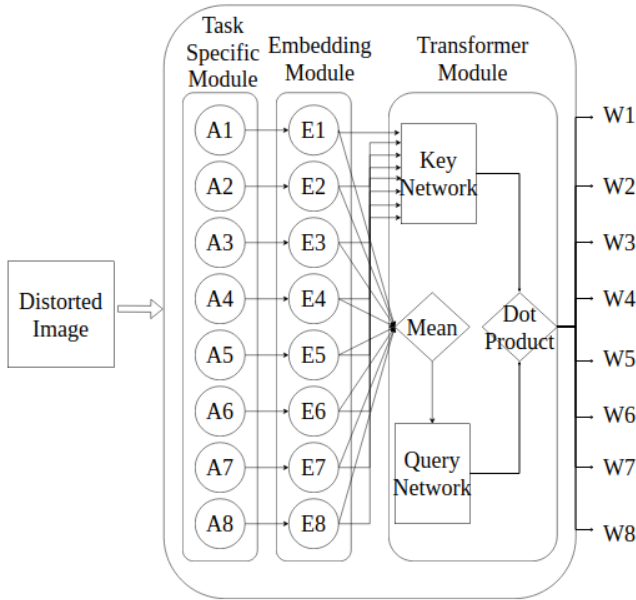 Task
Specific
Module
Embedding
Module
Transformer
Module
Distorted
Image
A1
A2
A3
A4
A5
A6
A7
A8
E1
E2
E3
E4
E5
E6
E7
E8
Key
Network
Mean
Dot
Product
Query
Network
W1
W2
W3
W4
W5
W6
W7
W8